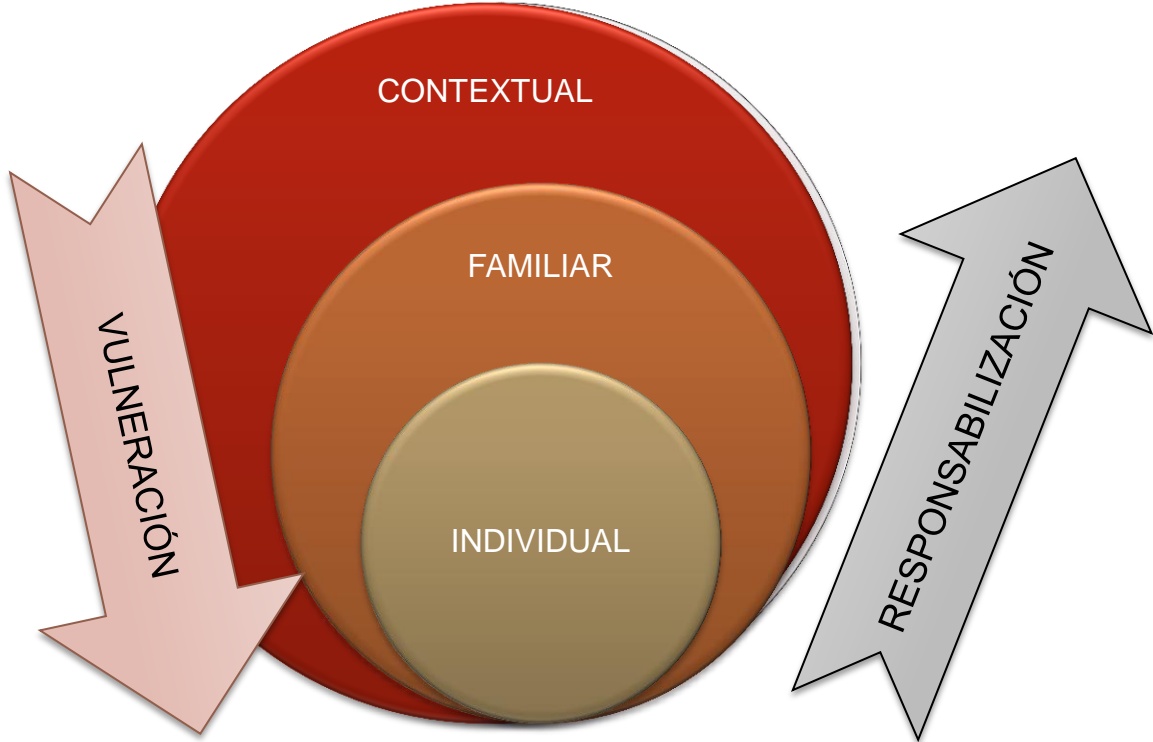 CONTEXTUAL
FAMILIAR
INDIVIDUAL
VULNERACIÓN
RESPONSABILIZACIÓN